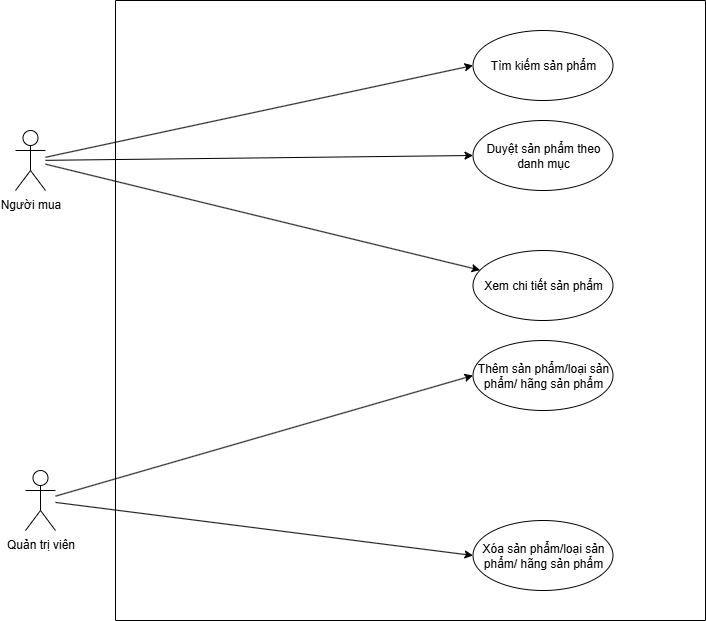 Tìm kiếm sản phẩm
Duyệt sản phẩm theo
danh mục
Người mua
Xem chi tiết sản phẩm
Thêm sản phẩm/loại sản
phẩm/ hãng sản phẩm
Quản trị viên
Xóa sản phẩm/loại sản
phẩm/ hãng sản phẩm